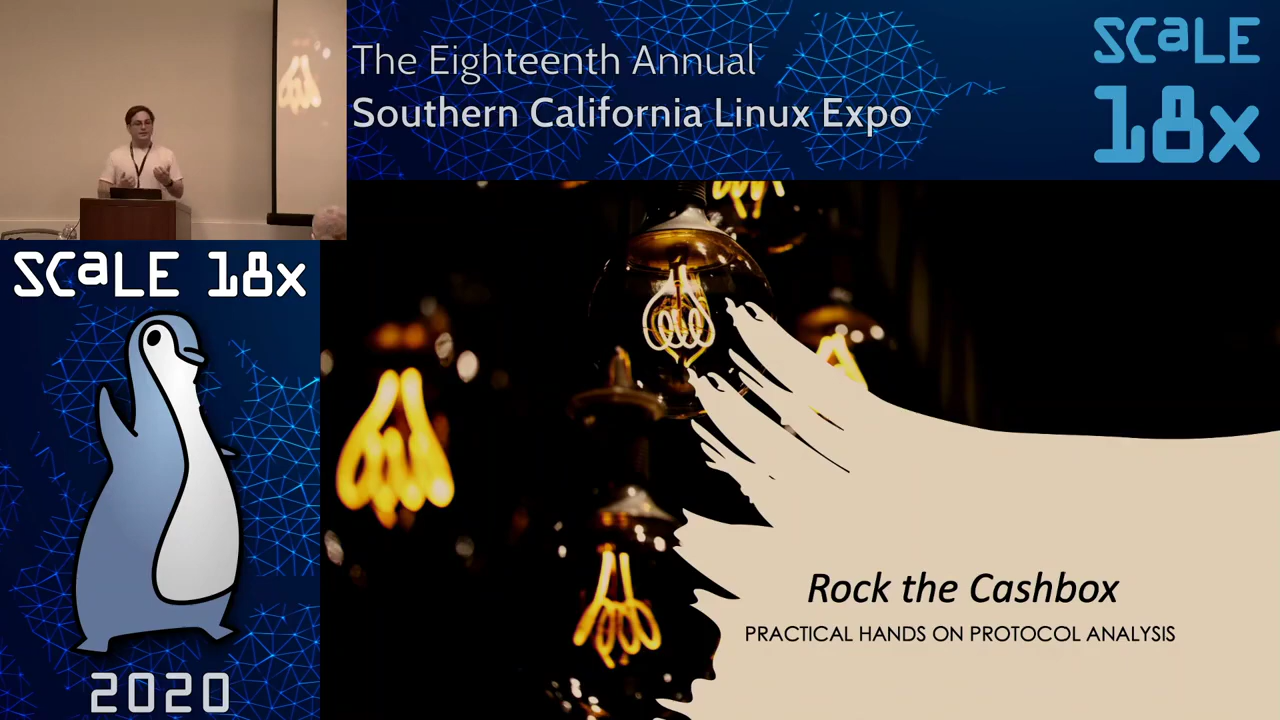 The Eighteenth Annual
Southern California Linux Expo
SCaLE
18x
SCaLE 18x
2020
Rock the Cashbox
PRACTICAL HANDS ON PROTOCOL ANALYSIS